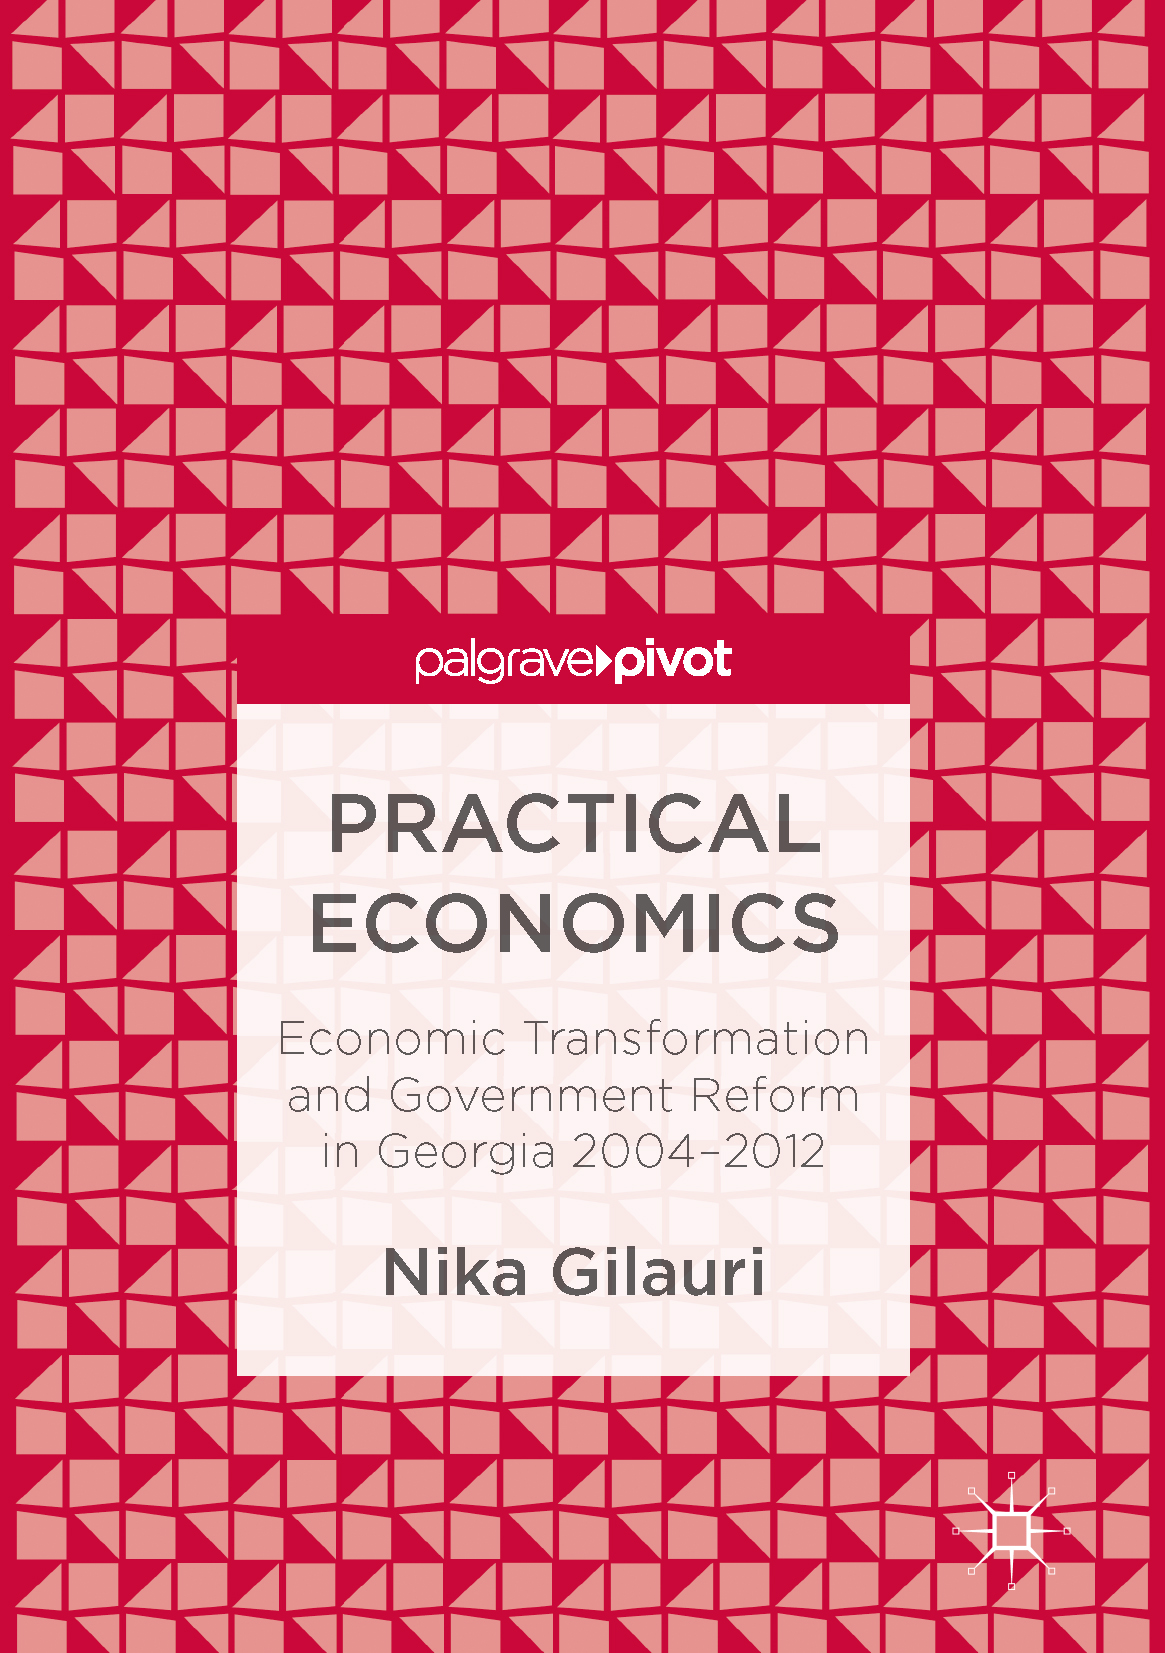 palgrave pivot
PRACTICAL
ECONOMICS
Economic Transformation
and Government Reform
in Georgia 2004–2012
Nika Gilauri